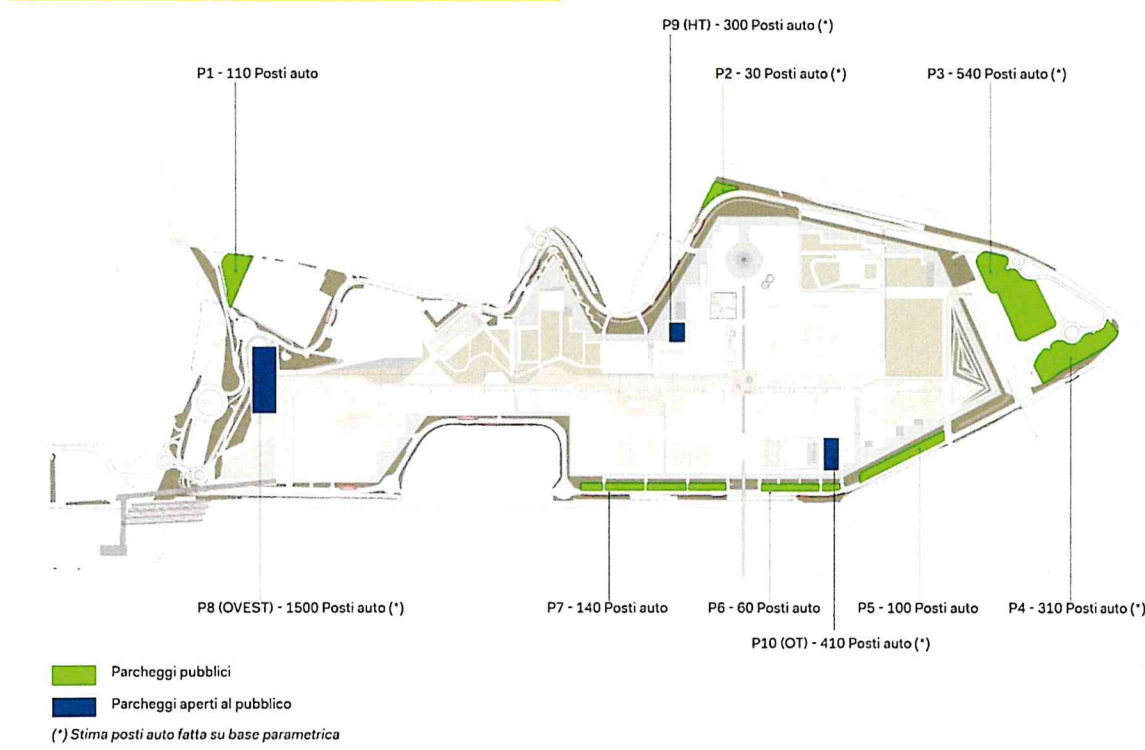 P9 (HT) - 300 Posti auto (*)
P1 - 110 Posti auto
P2 - 30 Posti auto (*)
P3 - 540 Posti auto (*)
P8 (OVEST) - 1500 Posti auto (*)
P7 - 140 Posti auto
P6 - 60 Posti auto
P5 - 100 Posti auto
P4 - 310 Posti auto (*)
P10 (OT) - 410 Posti auto (*)
Parcheggi pubblici
Parcheggi aperti al pubblico
(*) Stima posti auto fatta su base parametrica